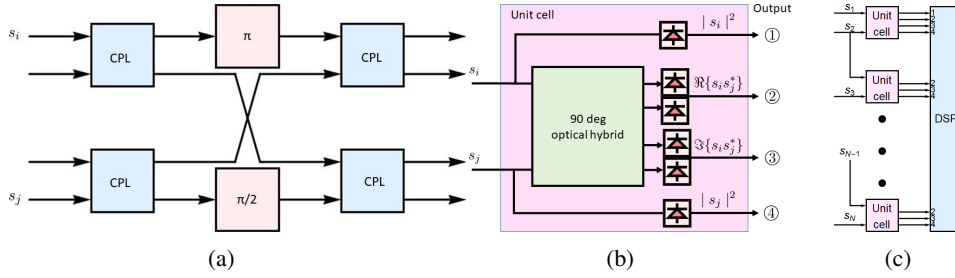 s_i
CPL
π
CPL
s_j
CPL
π/2
CPL
(a)
Unit cell
Output
s_i
| s_i |^2
①
90 deg
optical hybrid
ℜ{s_i s_j^*}
②
ℑ{s_i s_j^*}
③
s_j
| s_j |^2
④
(b)
s_1
Unit
cell
1
2
3
4
s_2
s_3
Unit
cell
2
3
4
DSP
s_{N-1}
s_N
Unit
cell
2
3
4
(c)